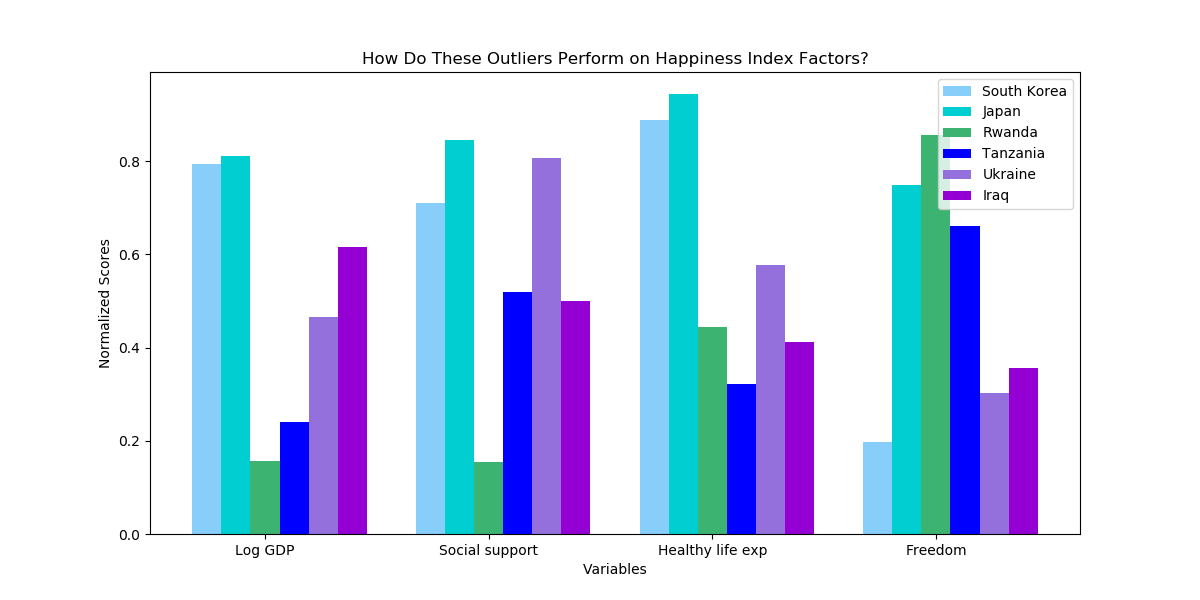 How Do These Outliers Perform on Happiness Index Factors?
South Korea
Japan
Rwanda
Tanzania
Ukraine
Iraq
Normalized Scores
0.8
0.6
0.4
0.2
0.0
Log GDP
Social support
Healthy life exp
Freedom
Variables